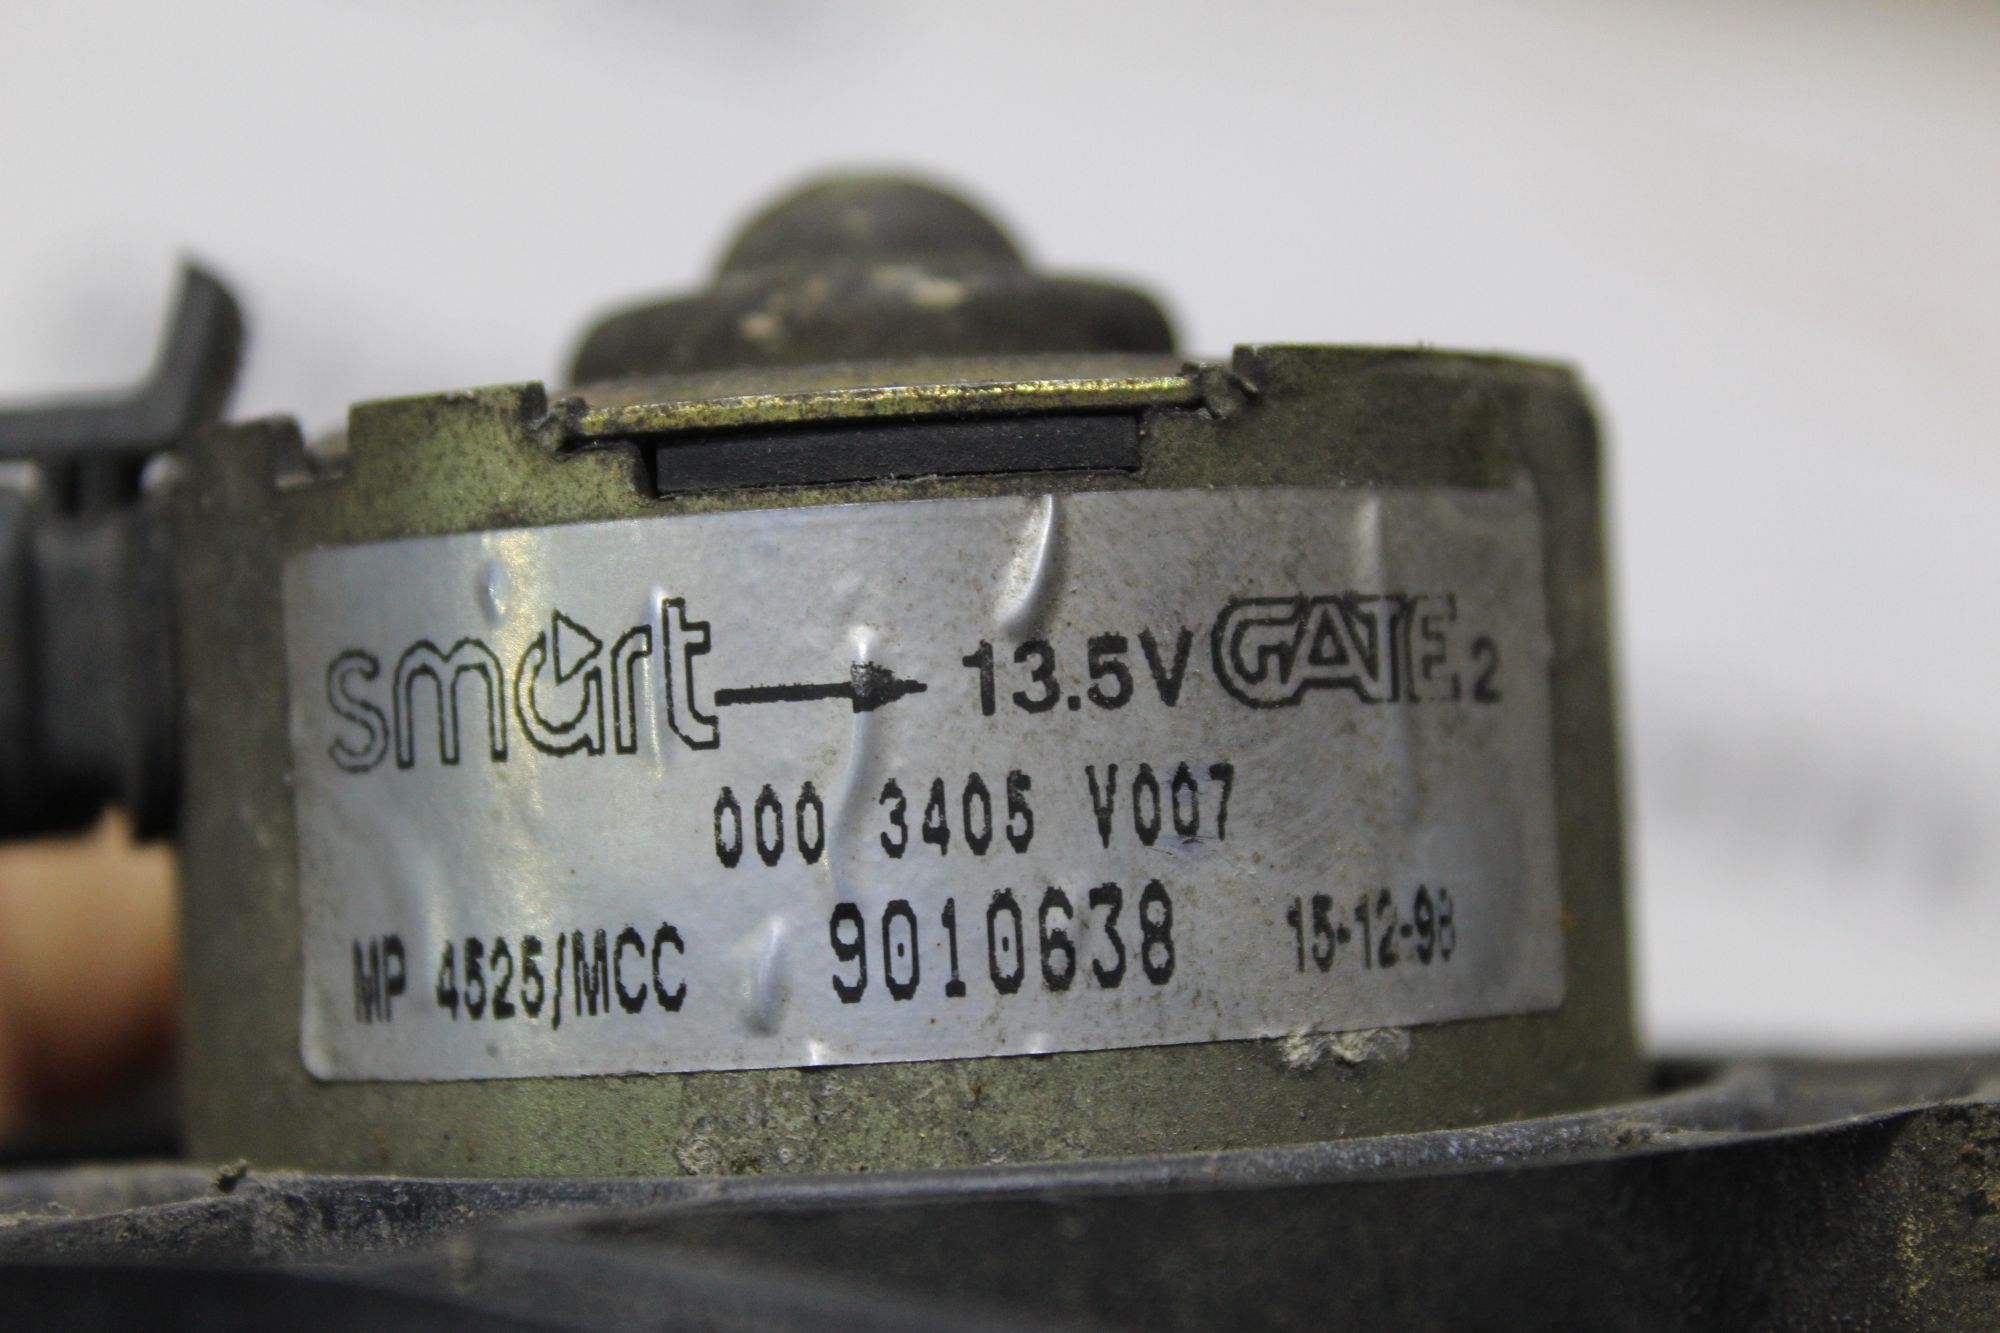 smart → 13.5V GATE 2
000 3405 V007
MP 4525/MCC 9010638 15-12-98